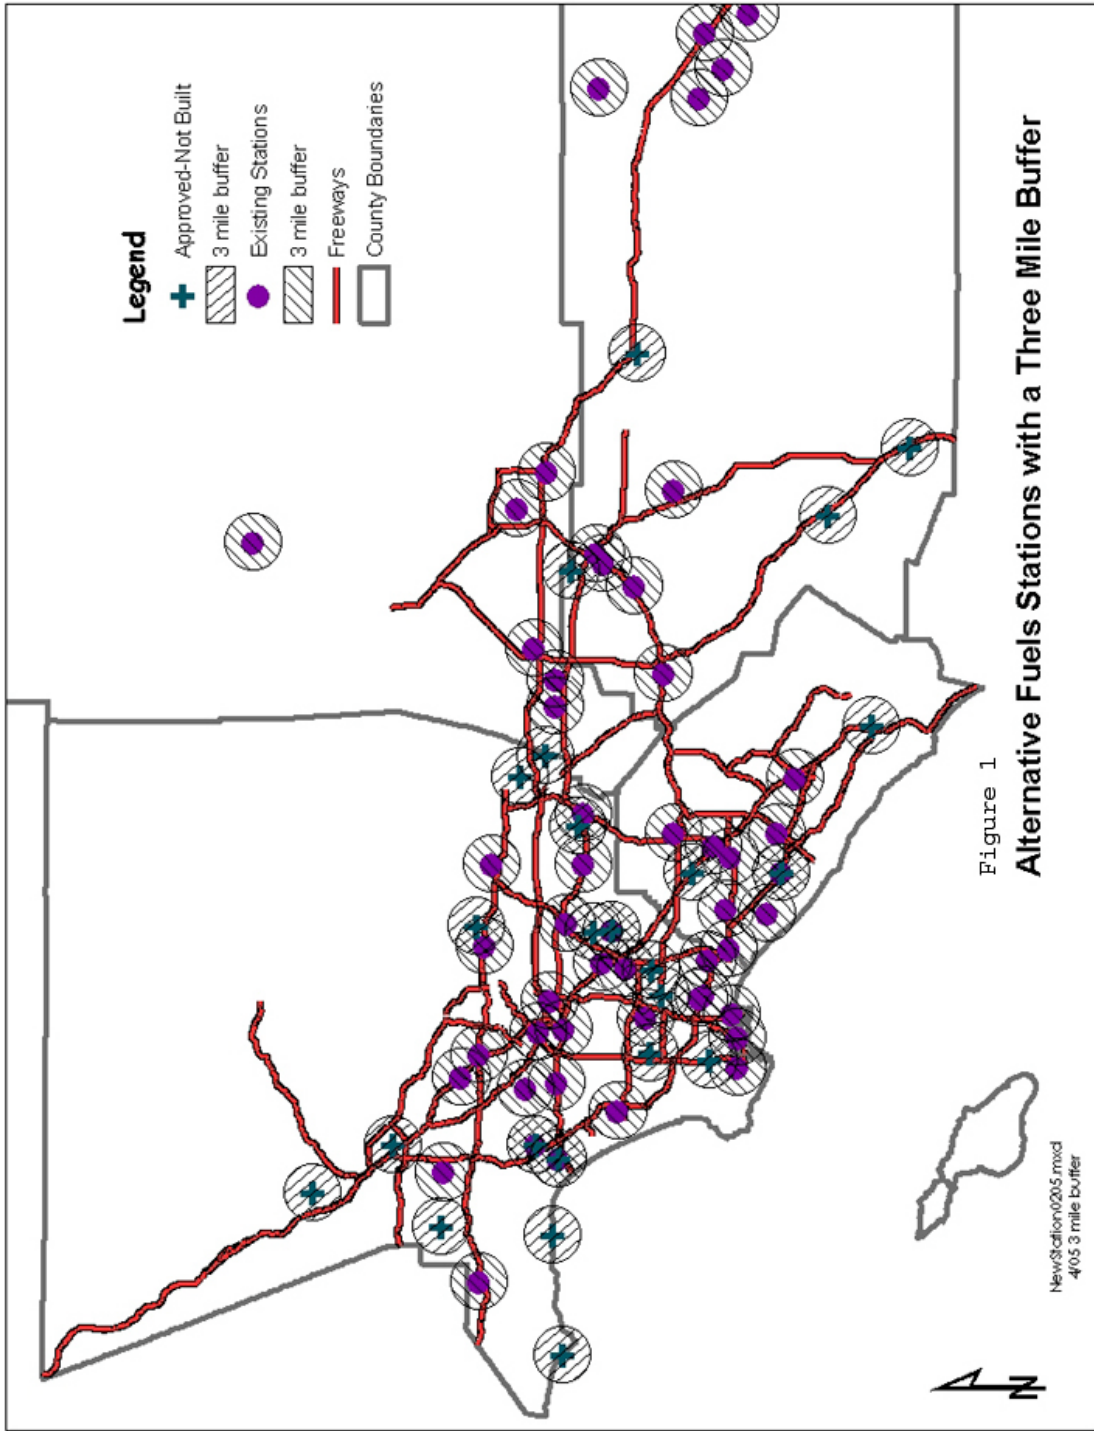 Legend
Approved-Not Built
3 mile buffer
Existing Stations
3 mile buffer
Freeways
County Boundaries
N
NewStation0205.mxd
4/05 3 mile buffer
Figure 1
Alternative Fuels Stations with a Three Mile Buffer